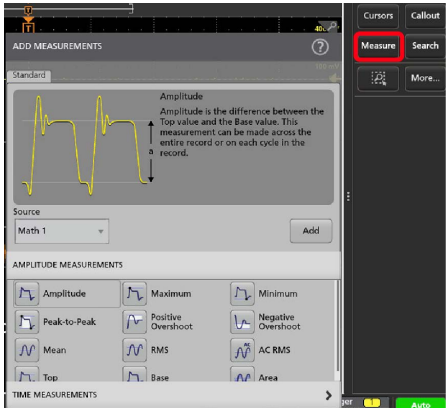 T
Cursors
Callout
Measure
Search
More...
ADD MEASUREMENTS
?
Standard
Amplitude
Amplitude is the difference between the
Top value and the Base value. This
measurement can be made across the
entire record or on each cycle in the
record.
a
Source
Math 1
Add
AMPLITUDE MEASUREMENTS
Amplitude
Maximum
Minimum
Peak-to-Peak
Positive
Overshoot
Negative
Overshoot
Mean
RMS
AC RMS
Top
Base
Area
TIME MEASUREMENTS
1
Auto